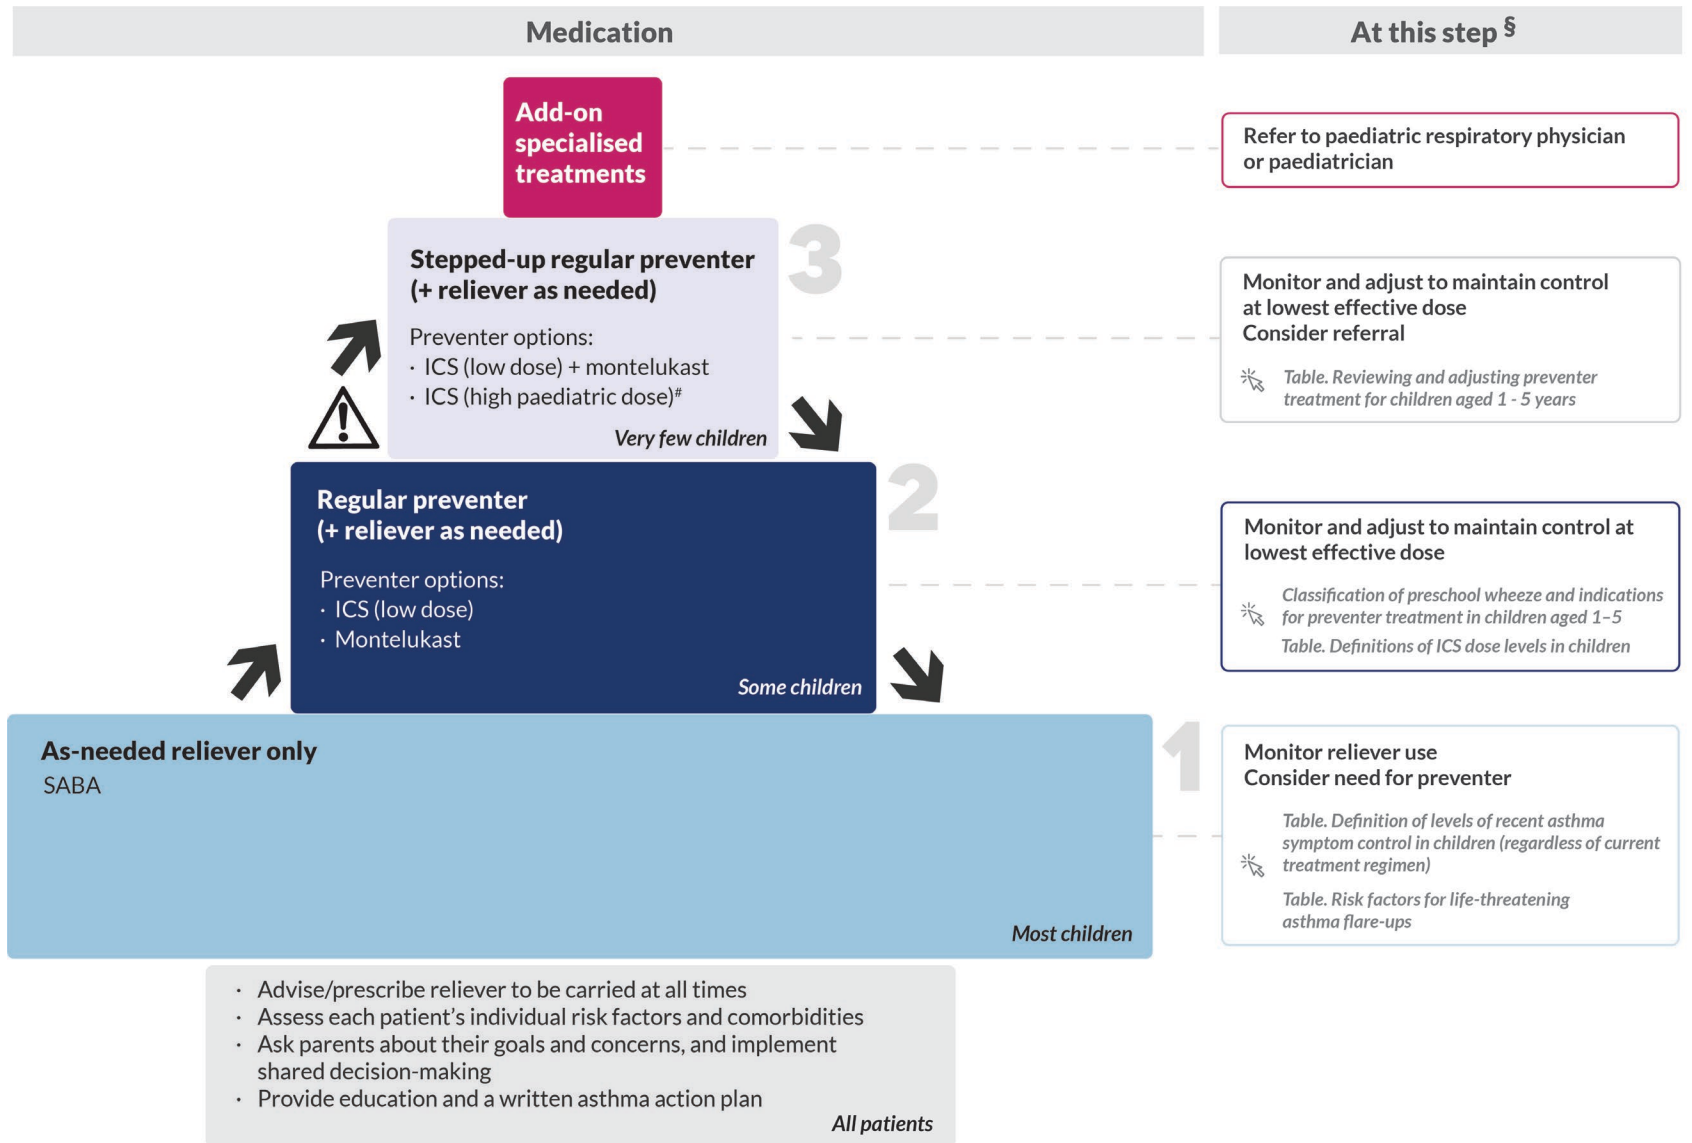 Medication
At this step §
Add-on
specialised
treatments
Refer to paediatric respiratory physician
or paediatrician
3
Stepped-up regular preventer
(+ reliever as needed)
Preventer options:
· ICS (low dose) + montelukast
· ICS (high paediatric dose)#
Very few children
Monitor and adjust to maintain control
at lowest effective dose
Consider referral
Table. Reviewing and adjusting preventer
treatment for children aged 1 - 5 years
2
Regular preventer
(+ reliever as needed)
Preventer options:
· ICS (low dose)
· Montelukast
Some children
Monitor and adjust to maintain control at
lowest effective dose
Classification of preschool wheeze and indications
for preventer treatment in children aged 1–5
Table. Definitions of ICS dose levels in children
1
As-needed reliever only
SABA
Most children
Monitor reliever use
Consider need for preventer
Table. Definition of levels of recent asthma
symptom control in children (regardless of current
treatment regimen)
Table. Risk factors for life-threatening
asthma flare-ups
· Advise/prescribe reliever to be carried at all times
· Assess each patient's individual risk factors and comorbidities
· Ask parents about their goals and concerns, and implement
shared decision-making
· Provide education and a written asthma action plan
All patients